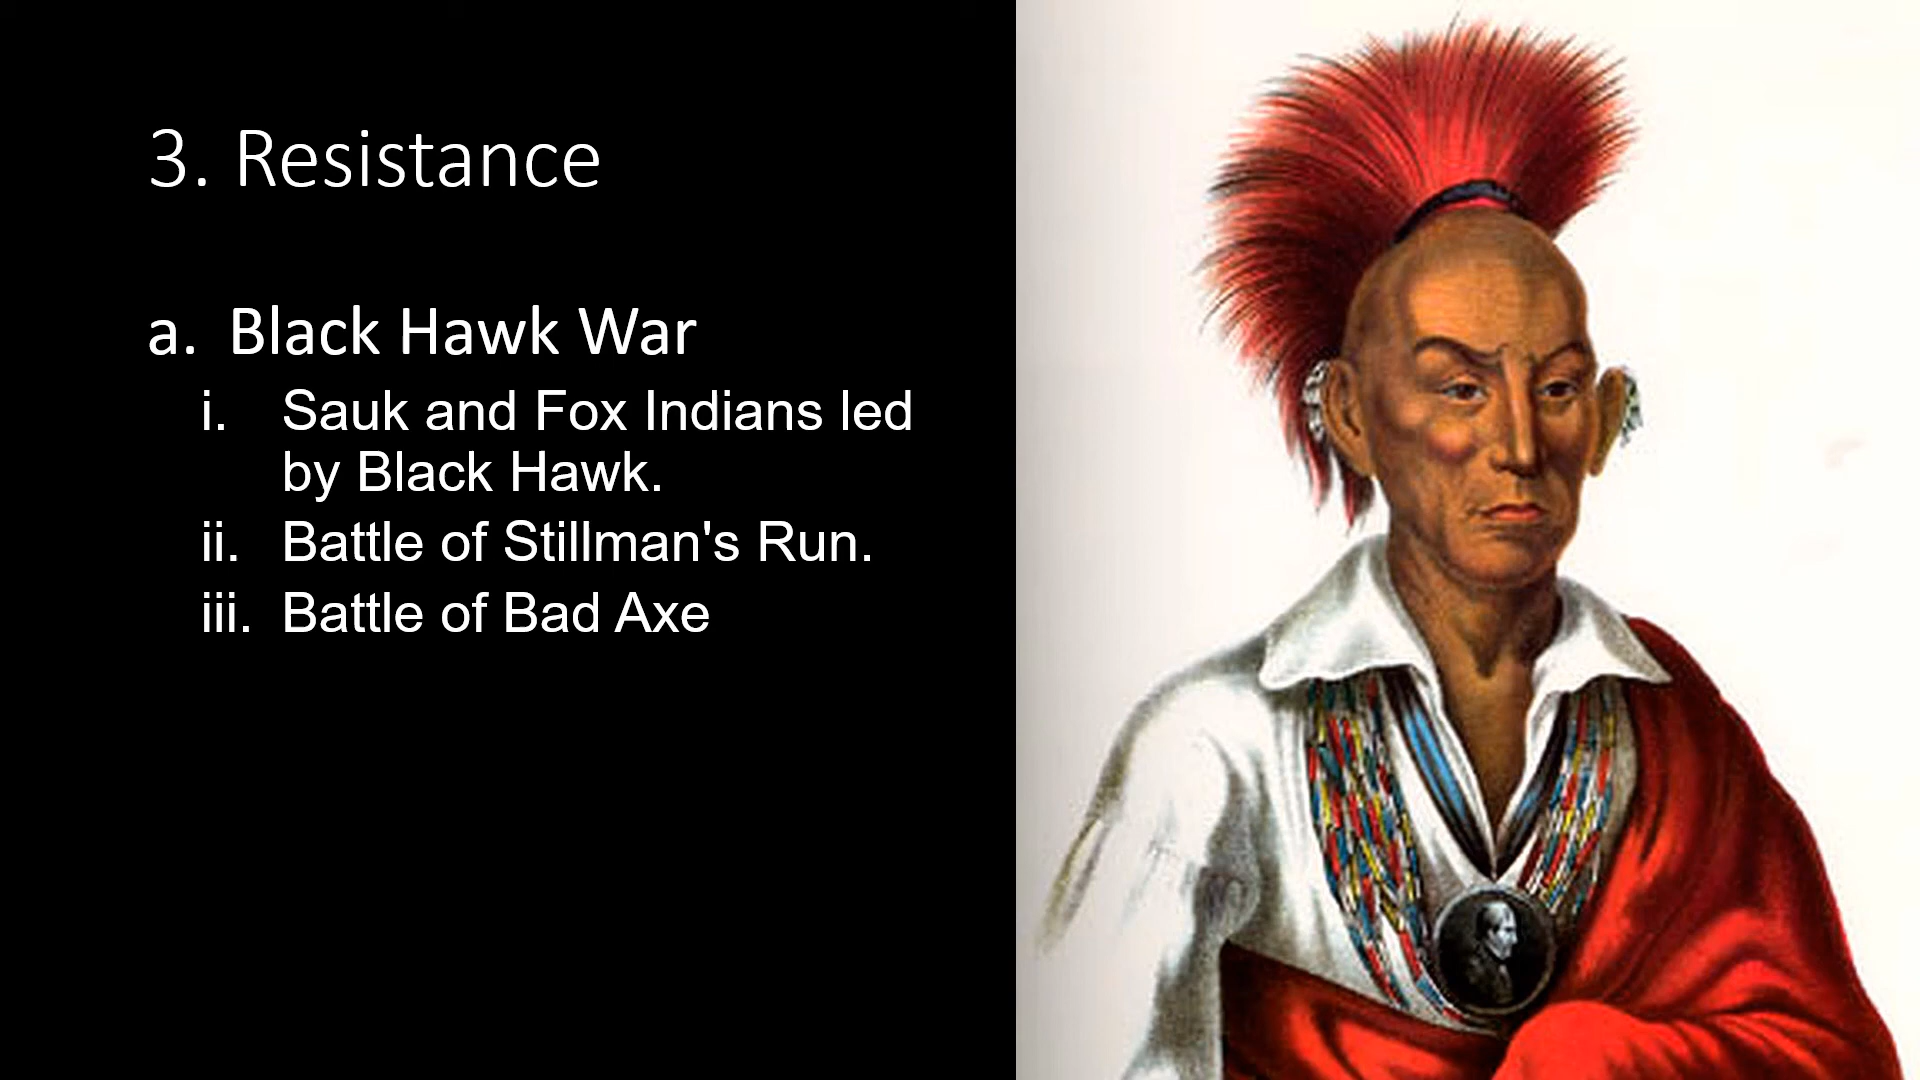 3. Resistance
a. Black Hawk War
i. Sauk and Fox Indians led
by Black Hawk.
ii. Battle of Stillman's Run.
iii. Battle of Bad Axe